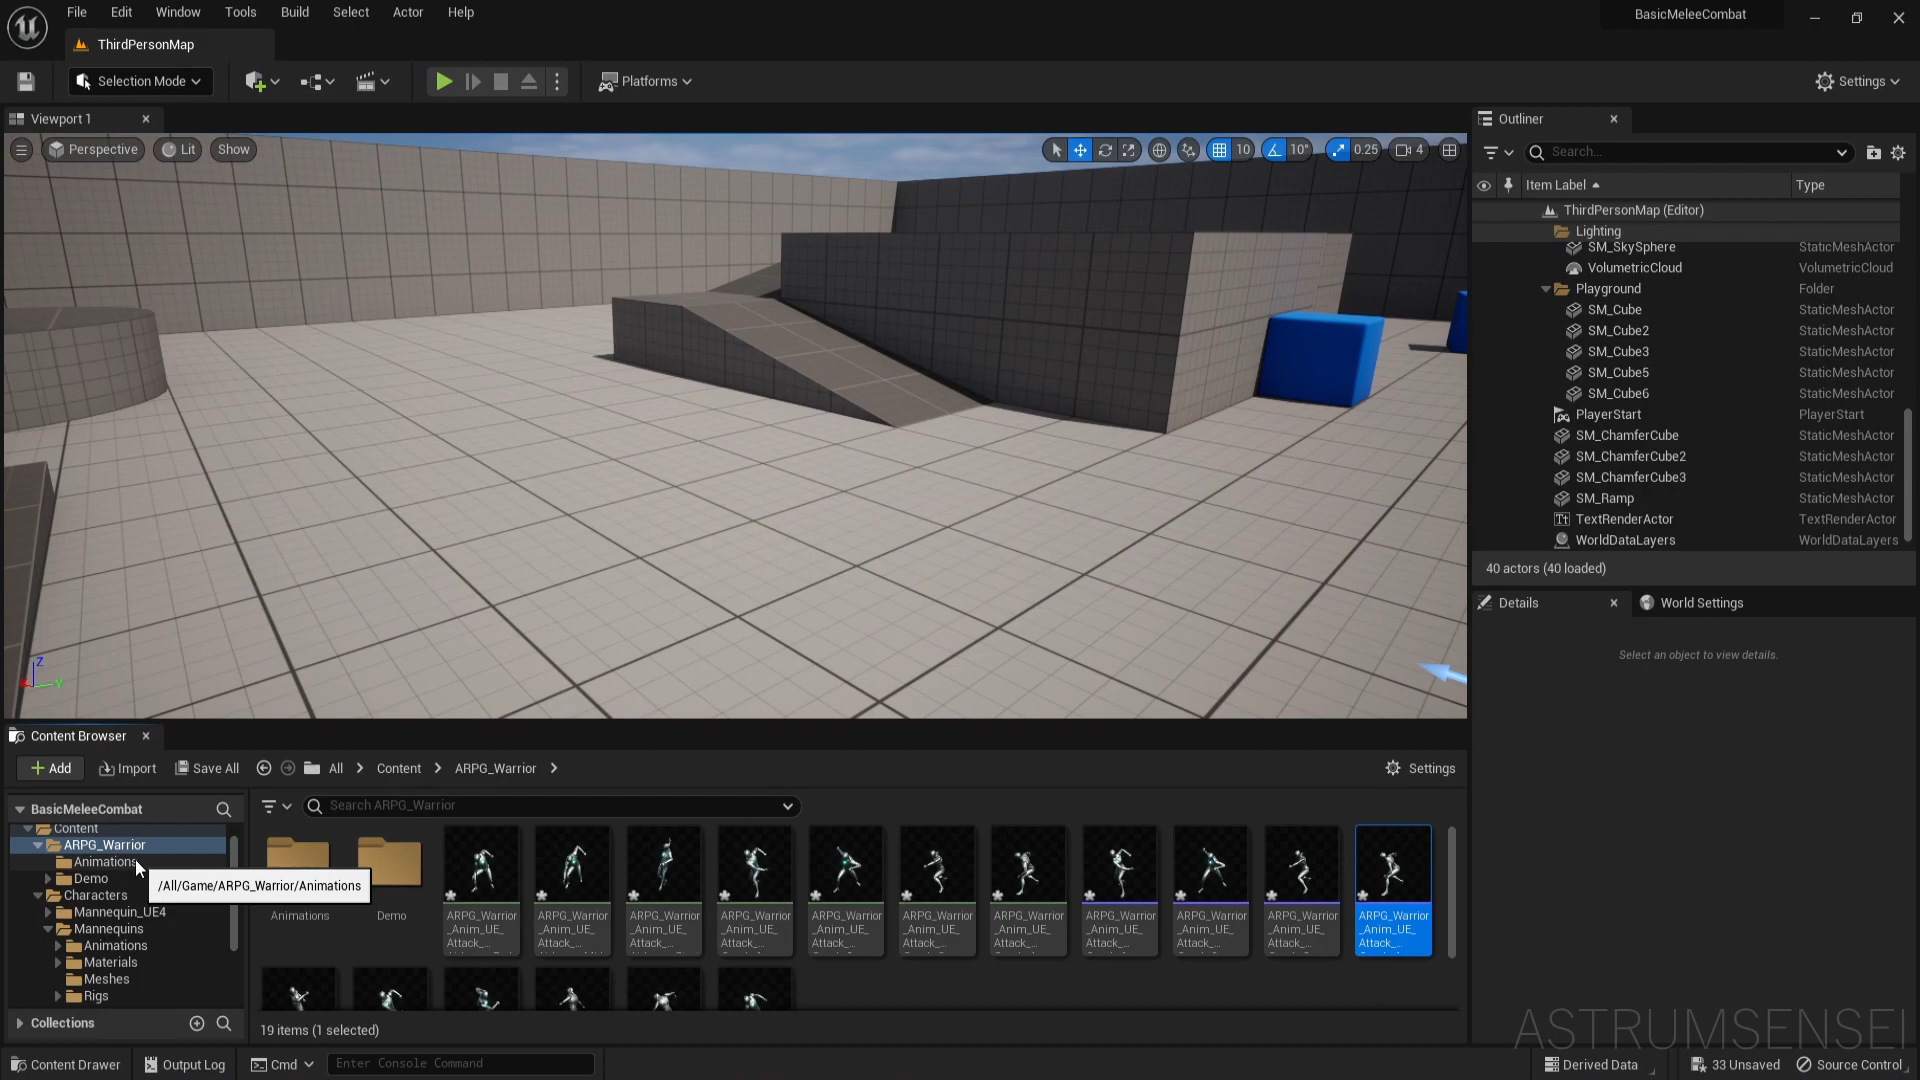 File Edit Window Tools Build Select Actor Help
BasicMeleeCombat
ThirdPersonMap
Selection Mode
Platforms
Settings
Viewport 1
Perspective Lit Show
10 10° 0.25 4
Outliner
Search...
Item Label Type
ThirdPersonMap (Editor)
Lighting
SM_SkySphere StaticMeshActor
VolumetricCloud VolumetricCloud
Playground Folder
SM_Cube StaticMeshActor
SM_Cube2 StaticMeshActor
SM_Cube3 StaticMeshActor
SM_Cube5 StaticMeshActor
SM_Cube6 StaticMeshActor
PlayerStart PlayerStart
SM_ChamferCube StaticMeshActor
SM_ChamferCube2 StaticMeshActor
SM_ChamferCube3 StaticMeshActor
SM_Ramp StaticMeshActor
TextRenderActor TextRenderActor
WorldDataLayers WorldDataLayers
40 actors (40 loaded)
Details World Settings
Select an object to view details.
Z
Y
Content Browser
Add Import Save All All > Content > ARPG_Warrior >
Settings
BasicMeleeCombat
Content
ARPG_Warrior
Animations
Demo
Characters
Mannequin_UE4
Mannequins
Animations
Materials
Meshes
Rigs
Collections
/All/Game/ARPG_Warrior/Animations
Search ARPG_Warrior
Animations
Demo
ARPG_Warrior
_Anim_UE_
Attack_...
ARPG_Warrior
_Anim_UE_
Attack_...
ARPG_Warrior
_Anim_UE_
Attack_...
ARPG_Warrior
_Anim_UE_
Attack_...
ARPG_Warrior
_Anim_UE_
Attack_...
ARPG_Warrior
_Anim_UE_
Attack_...
ARPG_Warrior
_Anim_UE_
Attack_...
ARPG_Warrior
_Anim_UE_
Attack_...
ARPG_Warrior
_Anim_UE_
Attack_...
ARPG_Warrior
_Anim_UE_
Attack_...
ARPG_Warrior
_Anim_UE_
Attack_...
19 items (1 selected)
ASTRUMSENSEI
Content Drawer Output Log Cmd Enter Console Command
Derived Data 33 Unsaved Source Control